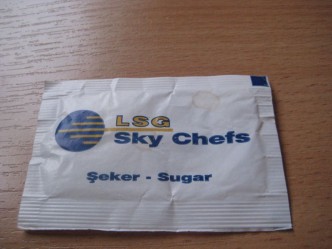 LSG
Sky Chefs
Şeker - Sugar